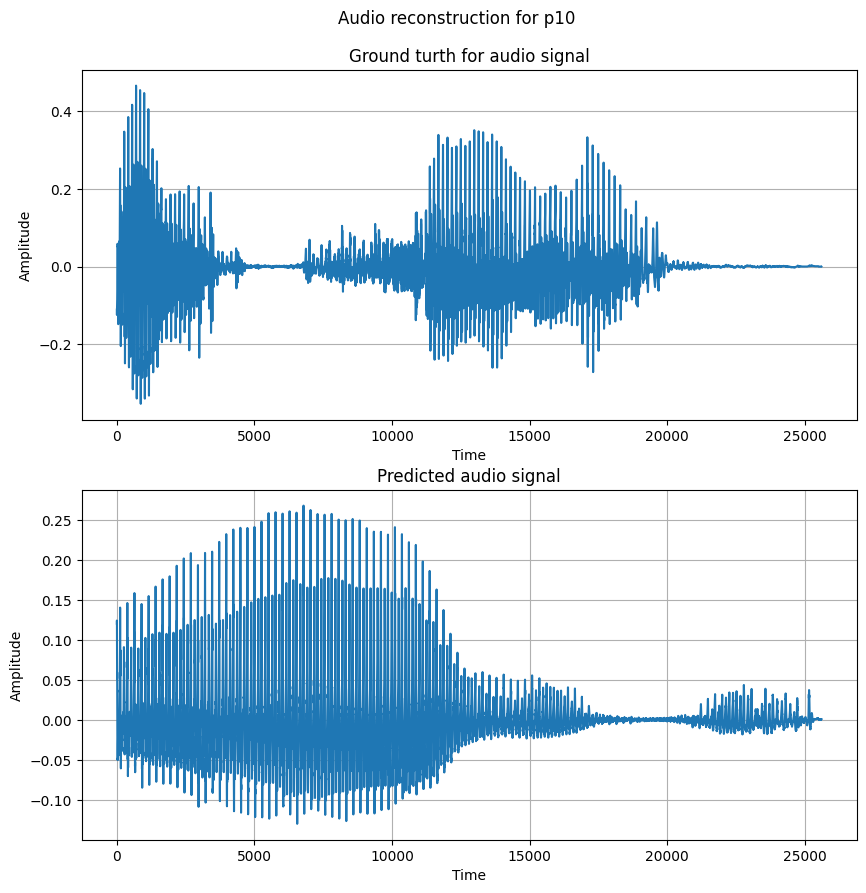 Audio reconstruction for p10
Ground turth for audio signal
0.4
0.2
0.0
−0.2
Amplitude
0 5000 10000 15000 20000 25000
Time
Predicted audio signal
0.25
0.20
0.15
0.10
0.05
0.00
−0.05
−0.10
Amplitude
0 5000 10000 15000 20000 25000
Time